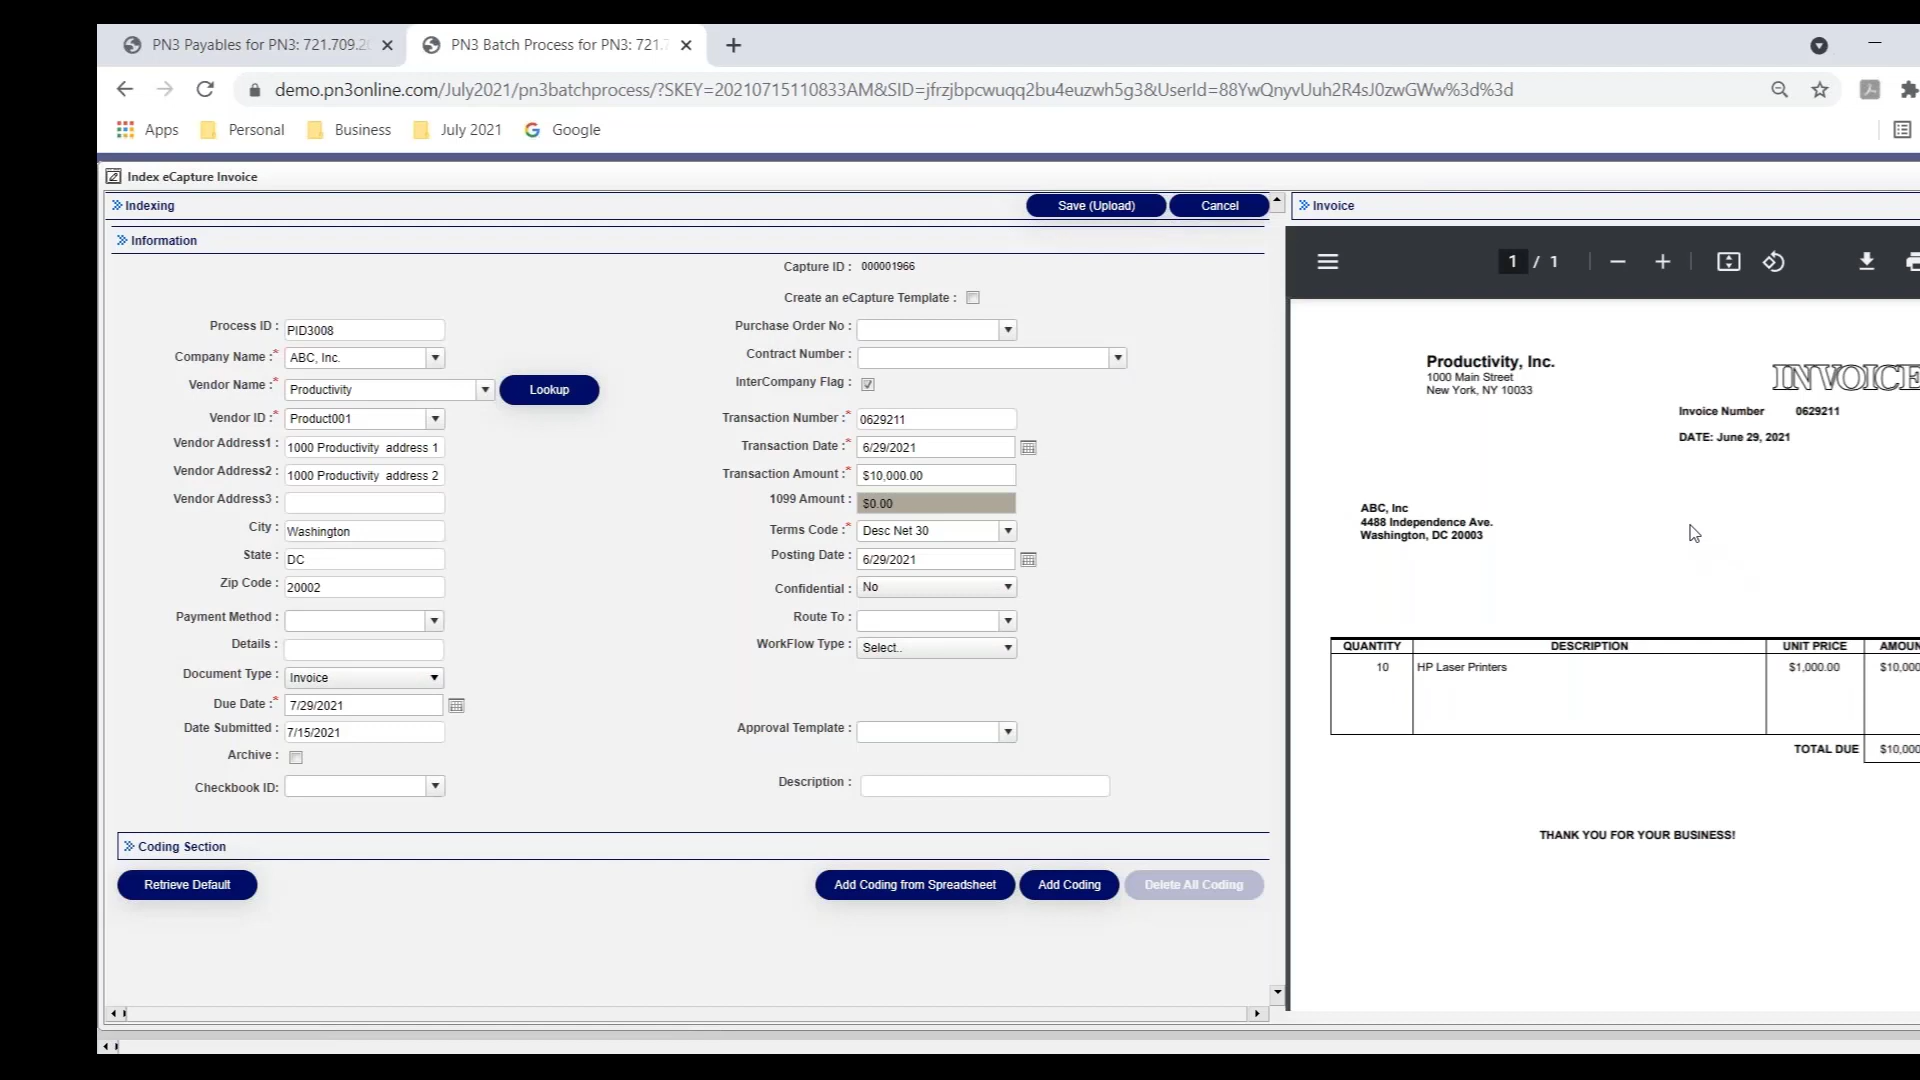 PN3 Payables for PN3: 721.709.2
PN3 Batch Process for PN3: 721.7
demo.pn3online.com/July2021/pn3batchprocess/?SKEY=20210715110833AM&SID=jfrzjbpcwuqq2bu4euzwh5g3&UserId=88YwQnyvUuh2R4sJ0zwGWw%3d%3d
Apps Personal Business July 2021 Google
Index eCapture Invoice
Indexing Save (Upload) Cancel
Information
Capture ID : 000001966
Create an eCapture Template :
Process ID : PID3008
Company Name :* ABC, Inc.
Vendor Name :* Productivity Lookup
Vendor ID :* Product001
Vendor Address1 : 1000 Productivity address 1
Vendor Address2 : 1000 Productivity address 2
Vendor Address3 :
City : Washington
State : DC
Zip Code : 20002
Payment Method :
Details :
Document Type : Invoice
Due Date :* 7/29/2021
Date Submitted : 7/15/2021
Archive :
Checkbook ID:
Purchase Order No :
Contract Number :
InterCompany Flag :
Transaction Number :* 0629211
Transaction Date :* 6/29/2021
Transaction Amount :* $10,000.00
1099 Amount : $0.00
Terms Code :* Desc Net 30
Posting Date : 6/29/2021
Confidential : No
Route To :
WorkFlow Type : Select..
Approval Template :
Description :
Coding Section
Retrieve Default Add Coding from Spreadsheet Add Coding Delete All Coding
Invoice
1 / 1
Productivity, Inc.
1000 Main Street
New York, NY 10033
INVOICE
Invoice Number 0629211
DATE: June 29, 2021
ABC, Inc
4488 Independence Ave.
Washington, DC 20003
QUANTITY DESCRIPTION UNIT PRICE AMOUN
10 HP Laser Printers $1,000.00 $10,000
TOTAL DUE $10,000
THANK YOU FOR YOUR BUSINESS!